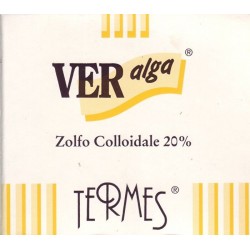 VER alga ®
Zolfo Colloidale 20%
TERMES ®